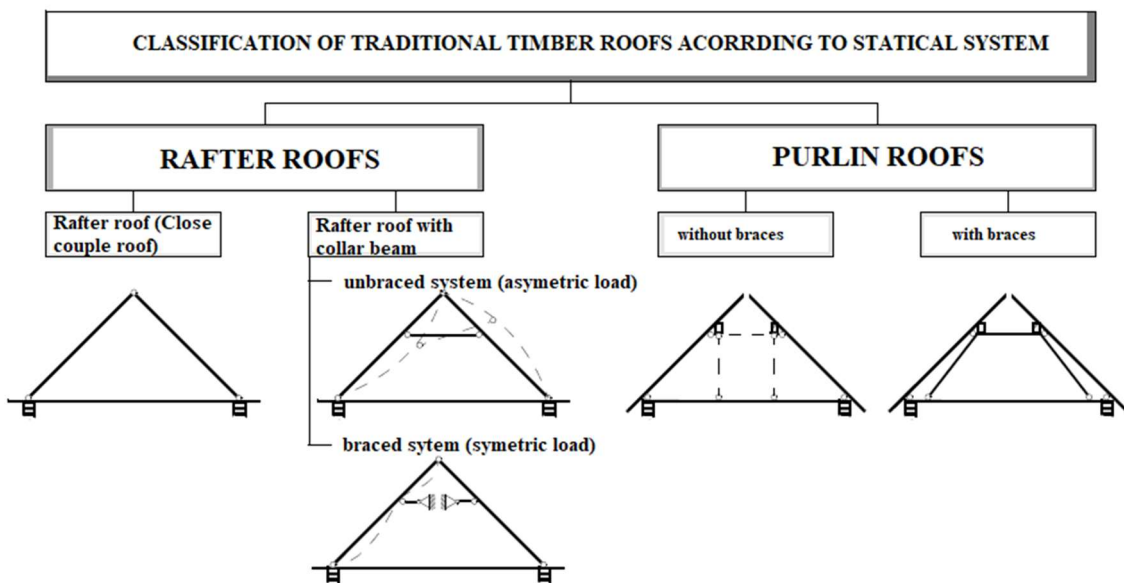 CLASSIFICATION OF TRADITIONAL TIMBER ROOFS ACORRDING TO STATICAL SYSTEM
RAFTER ROOFS
PURLIN ROOFS
Rafter roof (Close
couple roof)
Rafter roof with
collar beam
without braces
with braces
unbraced system (asymetric load)
braced sytem (symetric load)